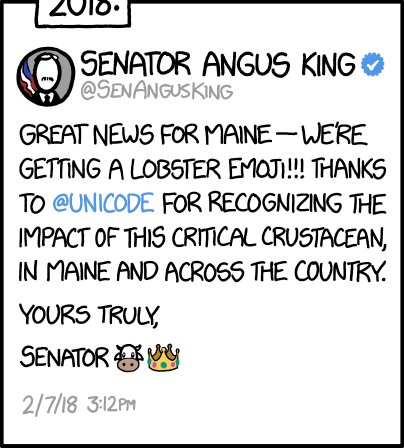 2018:
SENATOR ANGUS KING
@SENANGUSKING
GREAT NEWS FOR MAINE—WE'RE
GETTING A LOBSTER EMOJI!!! THANKS
TO @UNICODE FOR RECOGNIZING THE
IMPACT OF THIS CRITICAL CRUSTACEAN,
IN MAINE AND ACROSS THE COUNTRY.
YOURS TRULY,
SENATOR 🐮👑
2/7/18 3:12PM